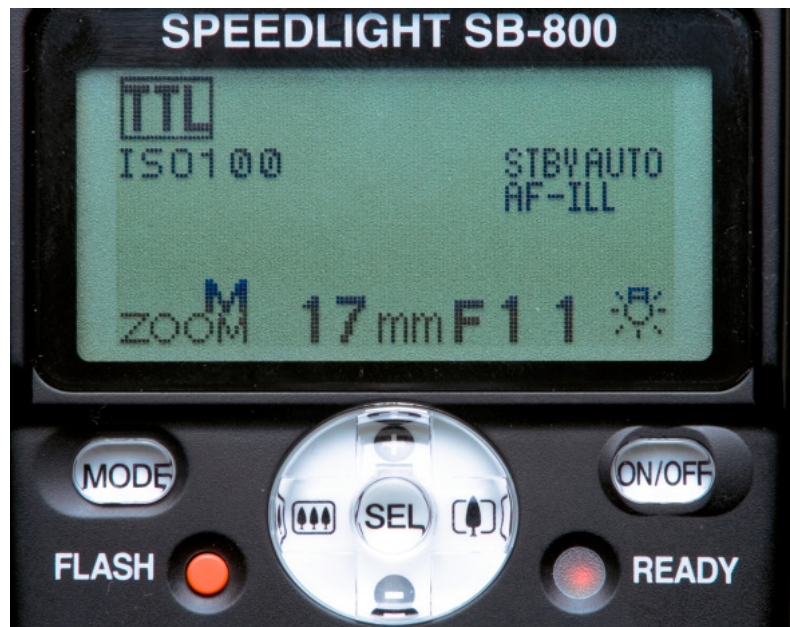 SPEEDLIGHT SB-800
TTL
ISO100
STBY AUTO
AF-ILL
M
ZOOM 17mm F11
MODE
ON/OFF
SEL
+
-
FLASH
READY